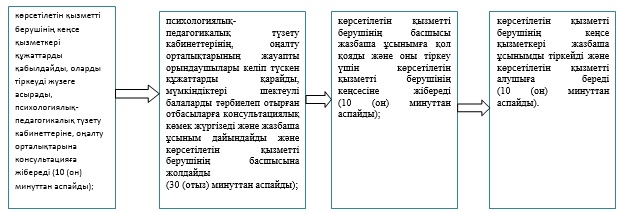 көрсетілетін қызметті
берушінің кеңсе
қызметкері
құжаттарды
қабылдайды, оларды
тіркеуді жүзеге
асырады,
психологиялық-
педагогикалық түзету
кабинеттеріне, оңалту
орталықтарына
консультацияға
жібереді (10 (он)
минуттан аспайды);
психологиялық-
педагогикалық түзету
кабинеттерінің, оңалту
орталықтарының жауапты
орындаушылары келіп түскен
құжаттарды қарайды,
мүмкіндіктері шектеулі
балаларды тәрбиелеп отырған
отбасыларға консультациялық
көмек жүргізеді және жазбаша
ұсыным дайындайды және
көрсетілетін қызметті
берушінің басшысына
жолдайды
(30 (отыз) минуттан аспайды);
көрсетілетін қызметті
берушінің басшысы
жазбаша ұсынымға қол
қояды және оны тіркеу
үшін көрсетілетін
қызметті берушінің
кеңсесіне жібереді
(10 (он) минуттан
аспайды);
көрсетілетін қызметті
берушінің кеңсе
қызметкері жазбаша
ұсынымды тіркейді және
көрсетілетін қызметті
алушыға береді
(10 (он) минуттан
аспайды).